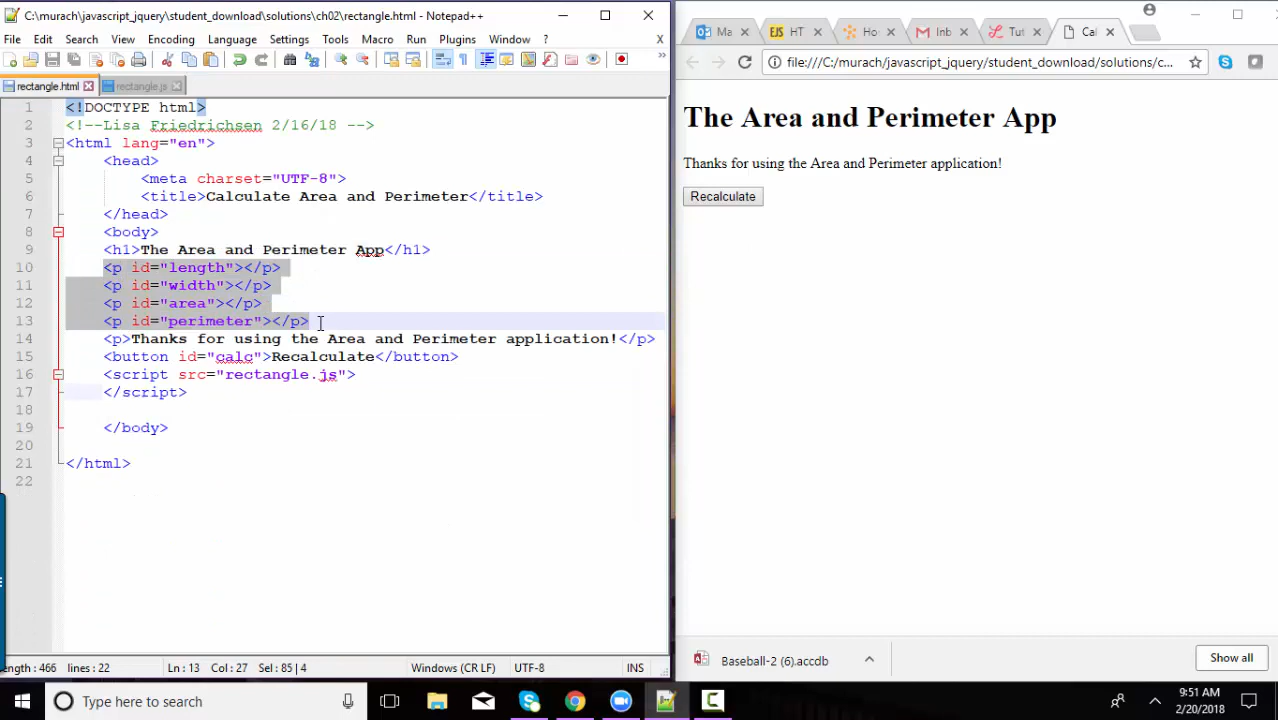 C:\murach\javascript_jquery\student_download\solutions\ch02\rectangle.html - Notepad++
File Edit Search View Encoding Language Settings Tools Macro Run Plugins Window ? X
rectangle.html rectangle.js
1 <!DOCTYPE html>
2 <!--Lisa Friedrichsen 2/16/18 -->
3 <html lang="en">
4 <head>
5 <meta charset="UTF-8">
6 <title>Calculate Area and Perimeter</title>
7 </head>
8 <body>
9 <h1>The Area and Perimeter App</h1>
10 <p id="length"></p>
11 <p id="width"></p>
12 <p id="area"></p>
13 <p id="perimeter"></p>
14 <p>Thanks for using the Area and Perimeter application!</p>
15 <button id="calc">Recalculate</button>
16 <script src="rectangle.js">
17 </script>
18
19 </body>
20
21 </html>
22
ength : 466 lines : 22 Ln : 13 Col : 27 Sel : 85 | 4 Windows (CR LF) UTF-8 INS
Ma EJS HT Ho Inb Tut Cal
file:///C:/murach/javascript_jquery/student_download/solutions/c...
The Area and Perimeter App
Thanks for using the Area and Perimeter application!
Recalculate
Baseball-2 (6).accdb
Show all
Type here to search
9:51 AM
2/20/2018